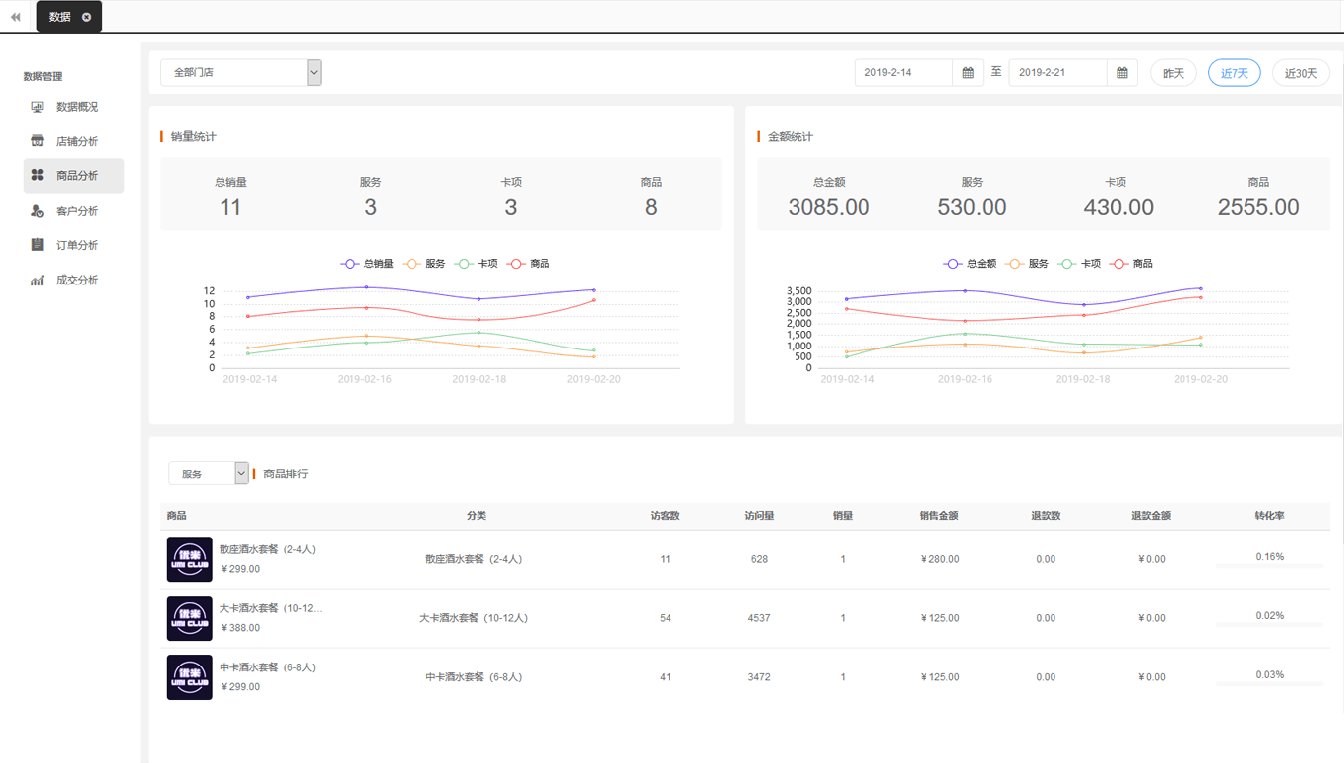 数据
数据管理
数据概况
店铺分析
商品分析
客户分析
订单分析
成交分析
全部门店
2019-2-14 至 2019-2-21 昨天 近7天 近30天
销量统计
总销量 服务 卡项 商品
11 3 3 8
总销量 服务 卡项 商品
12
10
8
6
4
2
0
2019-02-14 2019-02-16 2019-02-18 2019-02-20
金额统计
总金额 服务 卡项 商品
3085.00 530.00 430.00 2555.00
总金额 服务 卡项 商品
3,500
3,000
2,500
2,000
1,500
1,000
500
0
2019-02-14 2019-02-16 2019-02-18 2019-02-20
服务 商品排行
商品 分类 访客数 访问量 销量 销售金额 退款数 退款金额 转化率
优米 UMI CLUB
散座酒水套餐（2-4人）
¥299.00
散座酒水套餐（2-4人） 11 628 1 ¥280.00 0.00 ¥0.00 0.16%
优米 UMI CLUB
大卡酒水套餐（10-12...
¥388.00
大卡酒水套餐（10-12人） 54 4537 1 ¥125.00 0.00 ¥0.00 0.02%
优米 UMI CLUB
中卡酒水套餐（6-8人）
¥299.00
中卡酒水套餐（6-8人） 41 3472 1 ¥125.00 0.00 ¥0.00 0.03%